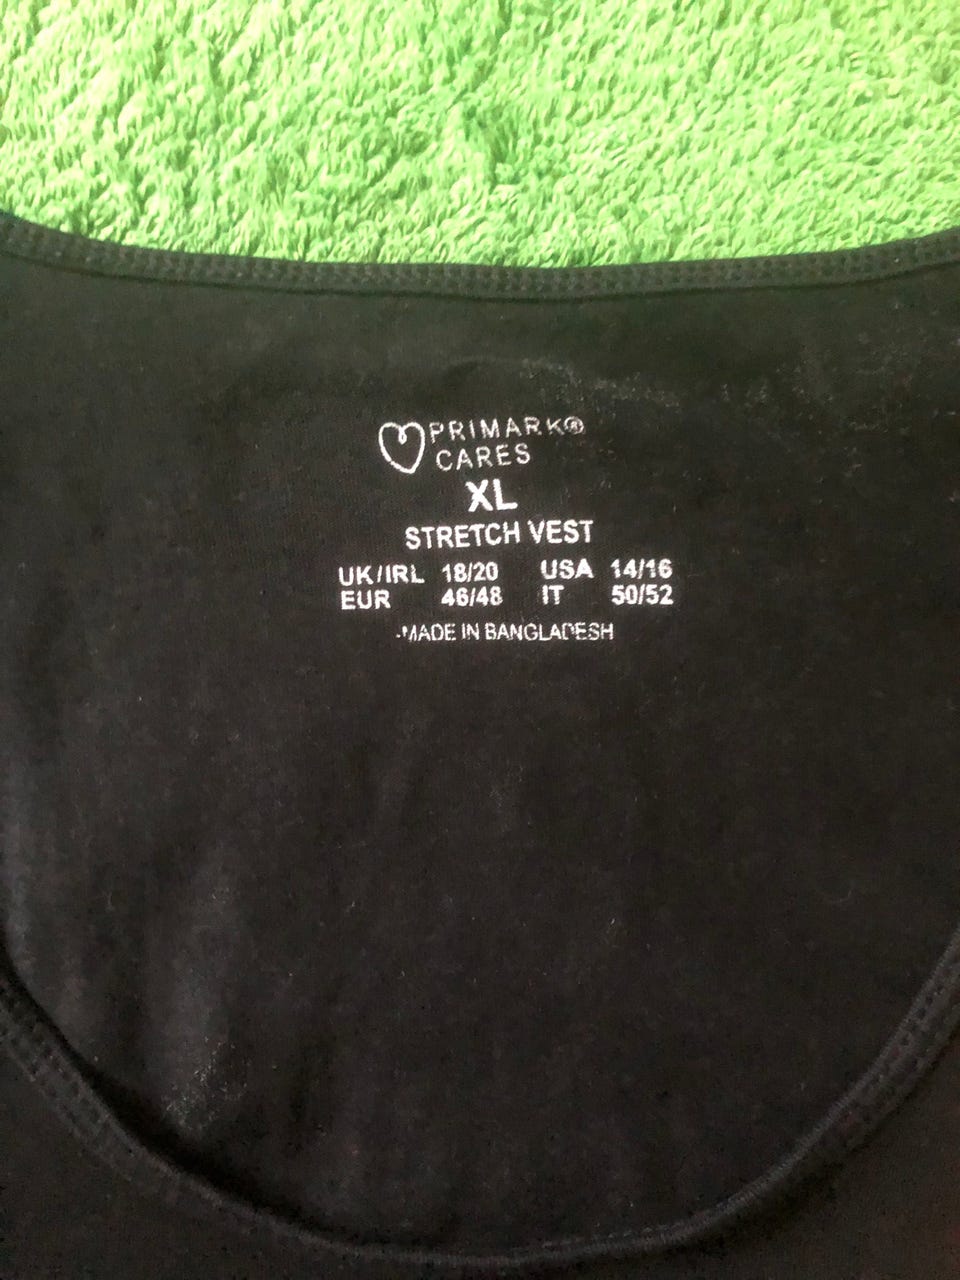 PRIMARK®
CARES
XL
STRETCH VEST
UK/IRL 18/20 USA 14/16
EUR 46/48 IT 50/52
MADE IN BANGLADESH